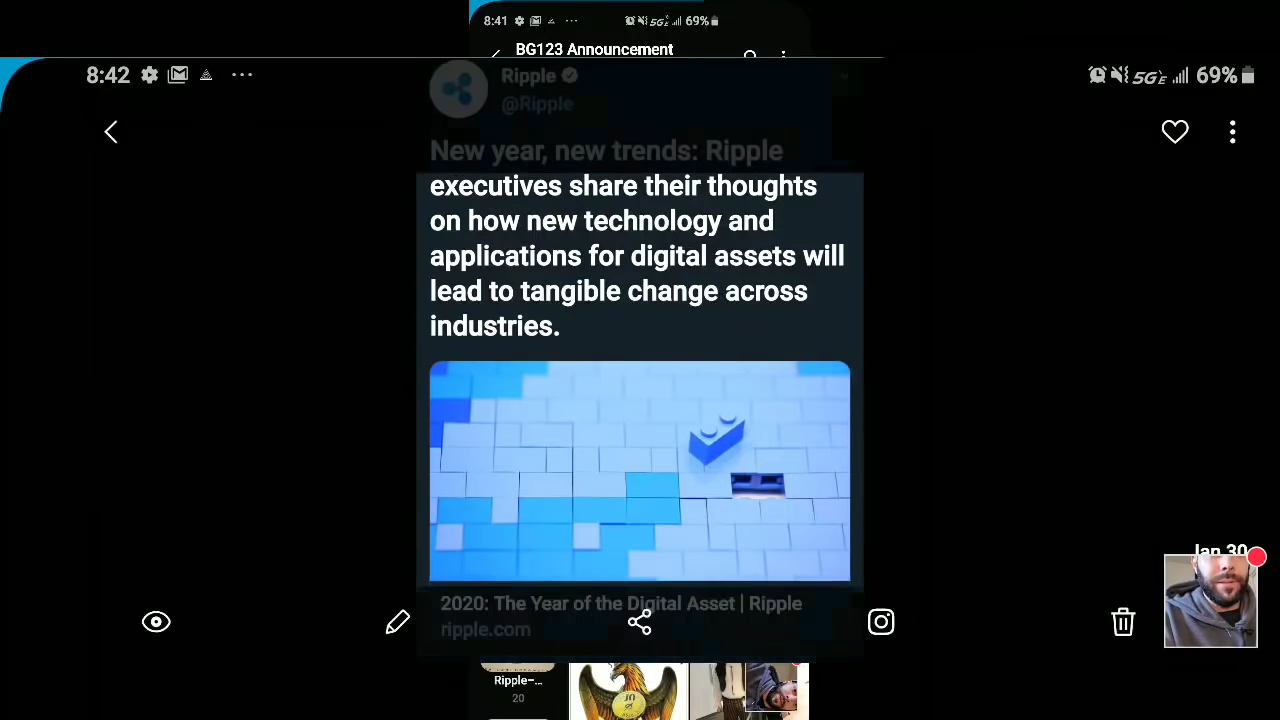 8:41
69%
BG123 Announcement
8:42
5GE
69%
Ripple
@Ripple
New year, new trends: Ripple
executives share their thoughts
on how new technology and
applications for digital assets will
lead to tangible change across
industries.
2020: The Year of the Digital Asset | Ripple
ripple.com
Jan 30
Ripple-...
20